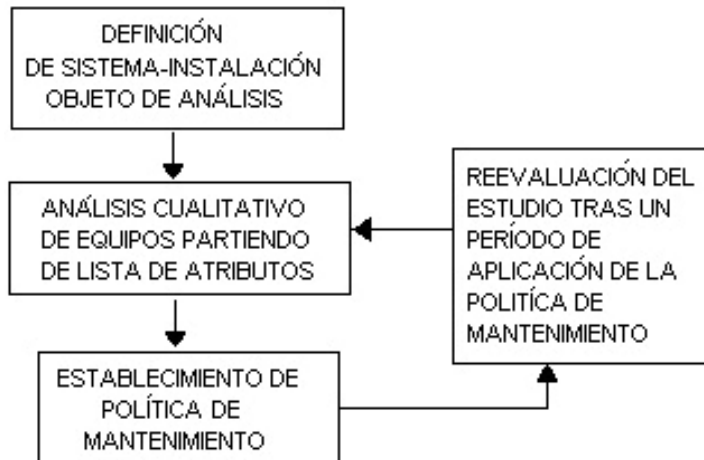 DEFINICIÓN
DE SISTEMA-INSTALACIÓN
OBJETO DE ANÁLISIS
ANÁLISIS CUALITATIVO
DE EQUIPOS PARTIENDO
DE LISTA DE ATRIBUTOS
ESTABLECIMIENTO DE
POLÍTICA DE
MANTENIMIENTO
REEVALUACIÓN DEL
ESTUDIO TRAS UN
PERÍODO DE
APLICACIÓN DE LA
POLITÍCA DE
MANTENIMIENTO